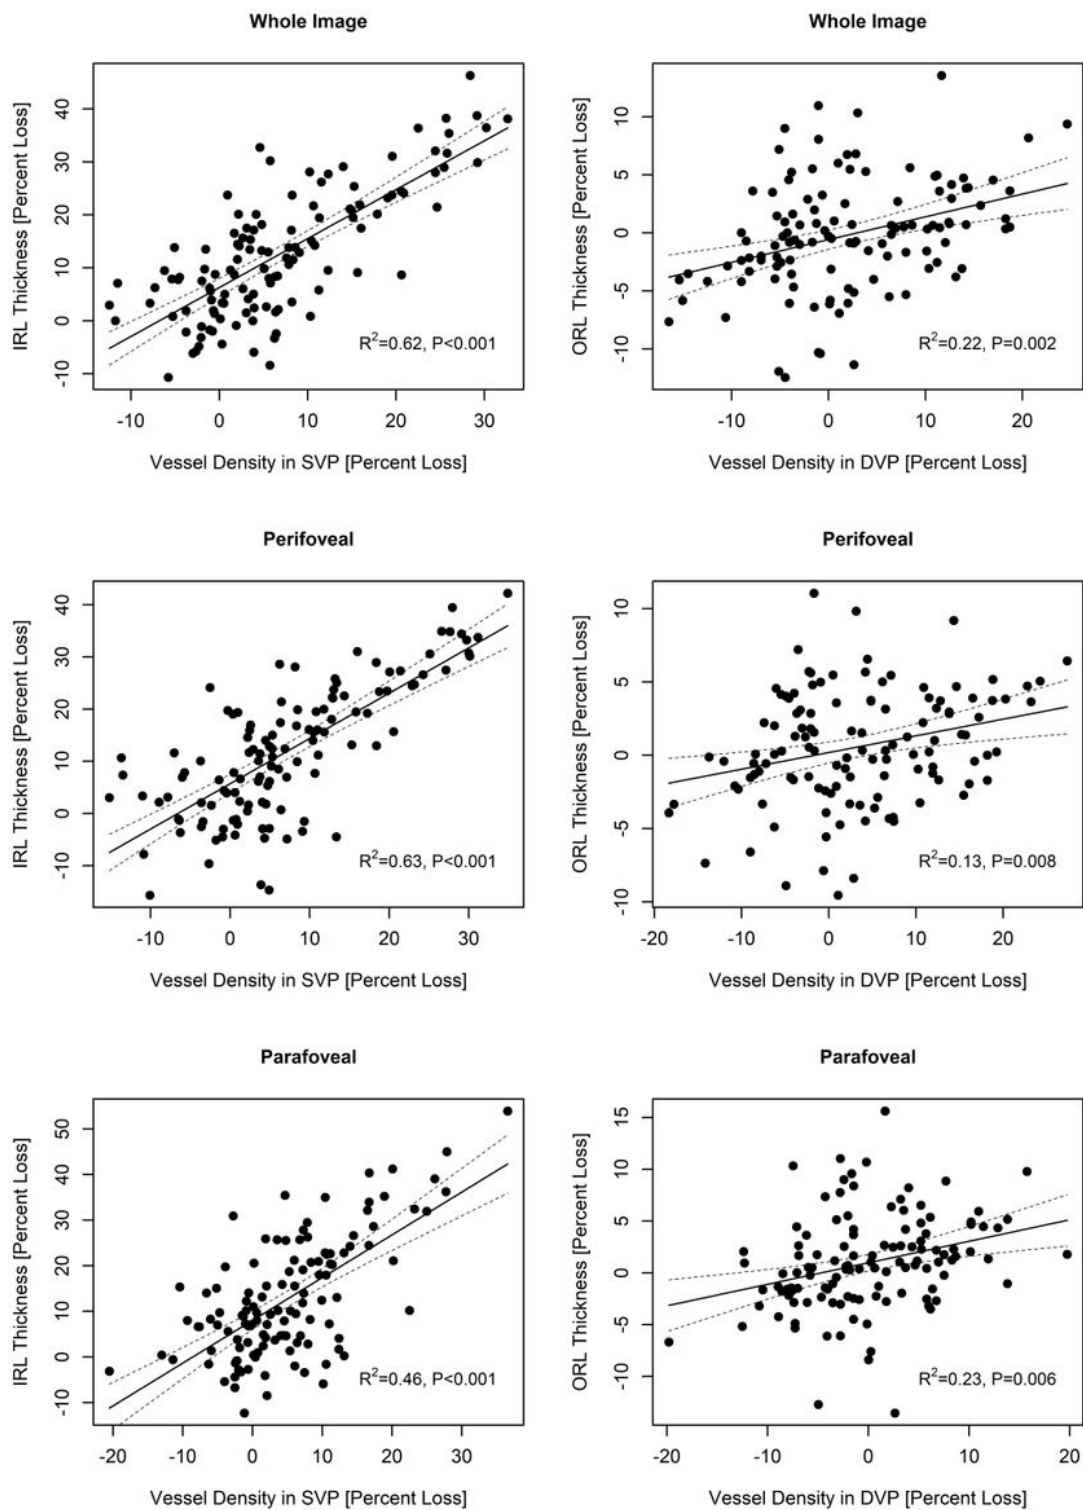 Whole Image
IRL Thickness [Percent Loss]
40
30
20
10
0
-10
R²=0.62, P<0.001
-10 0 10 20 30
Vessel Density in SVP [Percent Loss]
Whole Image
ORL Thickness [Percent Loss]
10
5
0
-5
-10
R²=0.22, P=0.002
-10 0 10 20
Vessel Density in DVP [Percent Loss]
Perifoveal
IRL Thickness [Percent Loss]
40
30
20
10
0
-10
R²=0.63, P<0.001
-10 0 10 20 30
Vessel Density in SVP [Percent Loss]
Perifoveal
ORL Thickness [Percent Loss]
10
5
0
-5
-10
R²=0.13, P=0.008
-20 -10 0 10 20
Vessel Density in DVP [Percent Loss]
Parafoveal
IRL Thickness [Percent Loss]
50
40
30
20
10
0
-10
R²=0.46, P<0.001
-20 -10 0 10 20 30
Vessel Density in SVP [Percent Loss]
Parafoveal
ORL Thickness [Percent Loss]
15
10
5
0
-5
-10
R²=0.23, P=0.006
-20 -10 0 10 20
Vessel Density in DVP [Percent Loss]